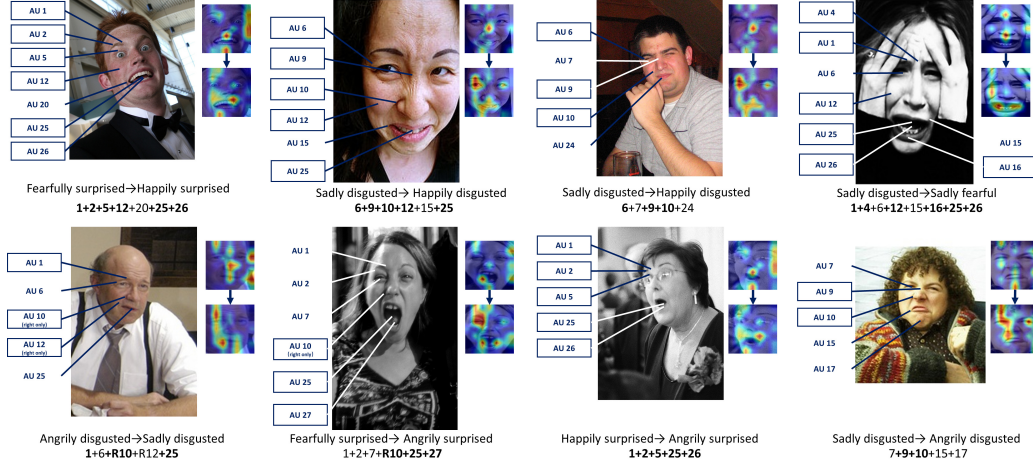 AU 1
AU 2
AU 5
AU 12
AU 20
AU 25
AU 26
Fearfully surprised→Happily surprised
1+2+5+12+20+25+26
AU 6
AU 9
AU 10
AU 12
AU 15
AU 25
Sadly disgusted→ Happily disgusted
6+9+10+12+15+25
AU 6
AU 7
AU 9
AU 10
AU 24
Sadly disgusted→Happily disgusted
6+7+9+10+24
AU 4
AU 1
AU 6
AU 12
AU 25
AU 26
AU 15
AU 16
Sadly disgusted→Sadly fearful
1+4+6+12+15+16+25+26
AU 1
AU 6
AU 10
(right only)
AU 12
(right only)
AU 25
Angrily disgusted→Sadly disgusted
1+6+R10+R12+25
AU 1
AU 2
AU 7
AU 10
(right only)
AU 25
AU 27
Fearfully surprised→ Angrily surprised
1+2+7+R10+25+27
AU 1
AU 2
AU 5
AU 25
AU 26
Happily surprised→ Angrily surprised
1+2+5+25+26
AU 7
AU 9
AU 10
AU 15
AU 17
Sadly disgusted→ Angrily disgusted
7+9+10+15+17